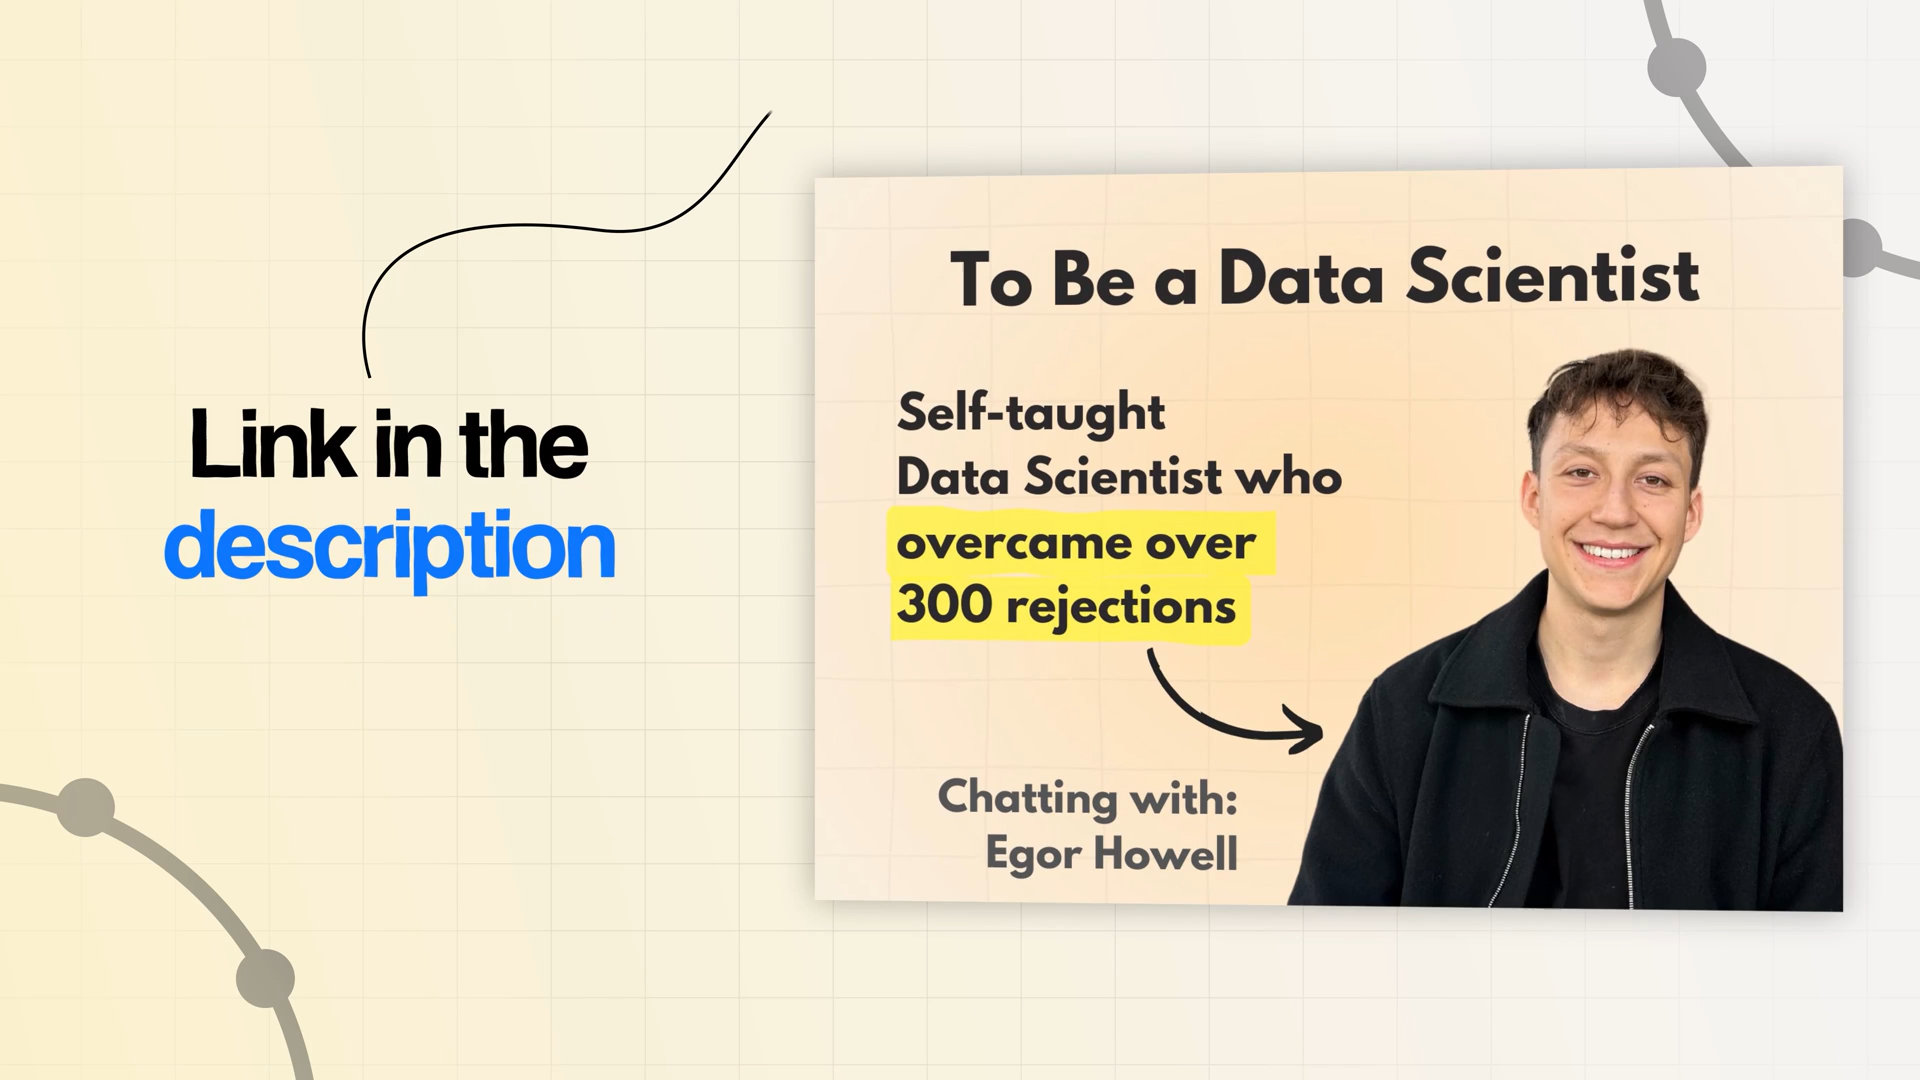 Link in the
description
To Be a Data Scientist
Self-taught
Data Scientist who
overcame over
300 rejections
Chatting with:
Egor Howell